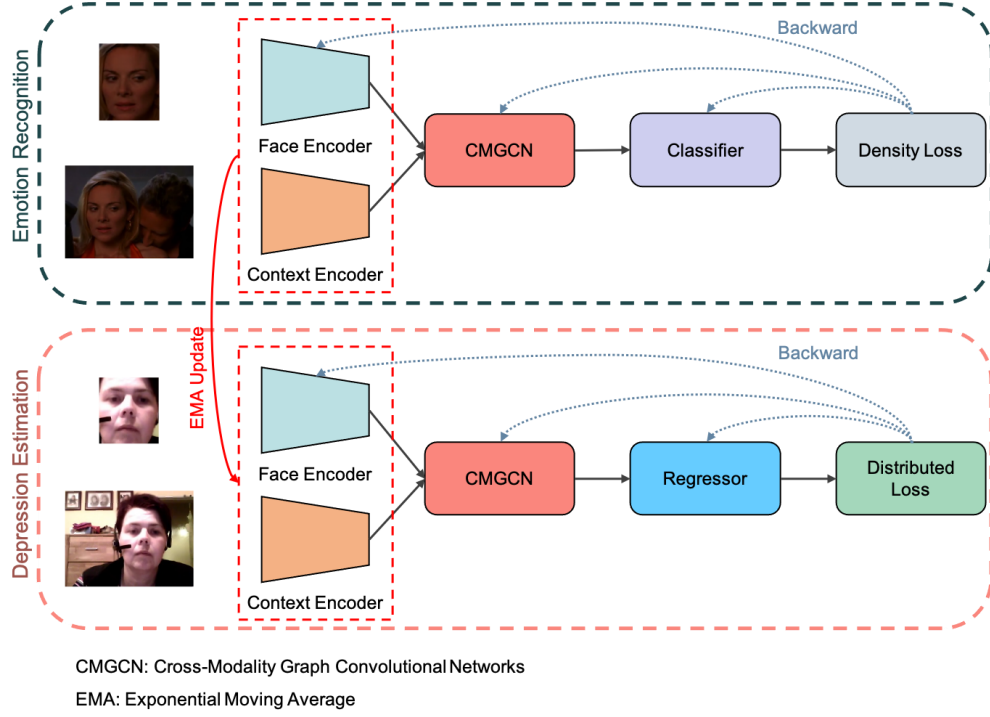 Emotion Recognition
Backward
Face Encoder
CMGCN
Classifier
Density Loss
Context Encoder
EMA Update
Depression Estimation
Backward
Face Encoder
CMGCN
Regressor
Distributed
Loss
Context Encoder
CMGCN: Cross-Modality Graph Convolutional Networks
EMA: Exponential Moving Average